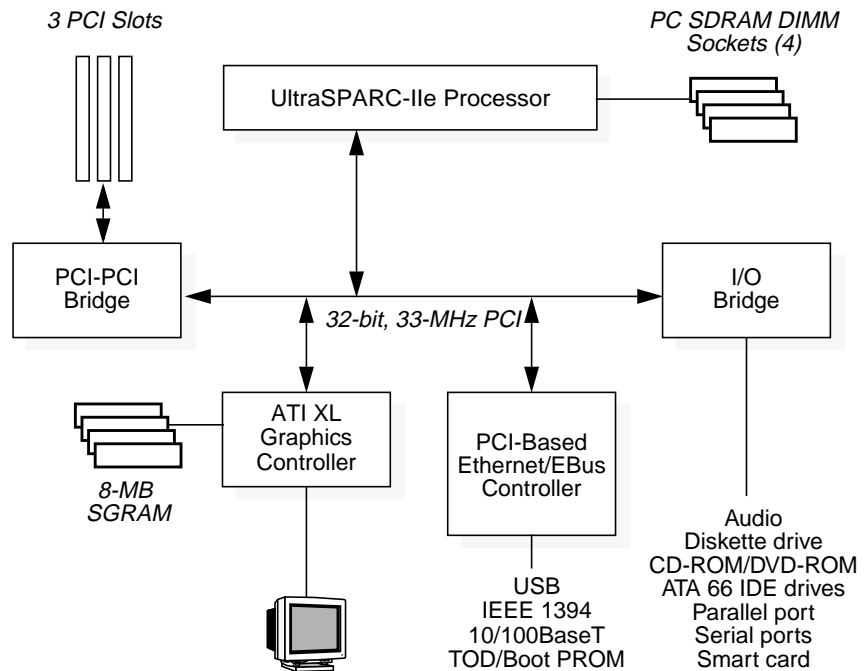 3 PCI Slots
PC SDRAM DIMM
Sockets (4)
UltraSPARC-IIe Processor
PCI-PCI
Bridge
I/O
Bridge
32-bit, 33-MHz PCI
ATI XL
Graphics
Controller
8-MB
SGRAM
PCI-Based
Ethernet/EBus
Controller
USB
IEEE 1394
10/100BaseT
TOD/Boot PROM
Audio
Diskette drive
CD-ROM/DVD-ROM
ATA 66 IDE drives
Parallel port
Serial ports
Smart card